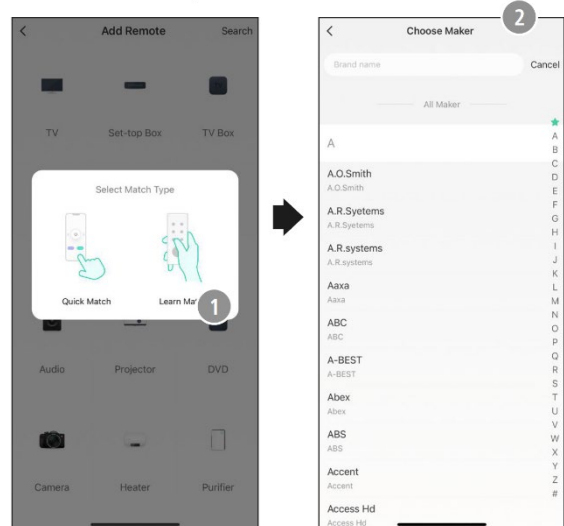 2
< Add Remote Search
TV Set-top Box TV Box
Select Match Type
Quick Match Learn
1
Audio Projector DVD
Camera Heater Purifier
< Choose Maker
Brand name Cancel
All Maker
A
A.O.Smith
A.O.Smith
A.R.Syetems
A.R.Syetems
A.R.systems
A.R.systems
Aaxa
Aaxa
ABC
ABC
A-BEST
A-BEST
Abex
Abex
ABS
ABS
Accent
Accent
Access Hd
Access Hd
A
B
C
D
E
F
G
H
I
J
K
L
M
N
O
P
Q
R
S
T
U
V
W
X
Y
Z
#